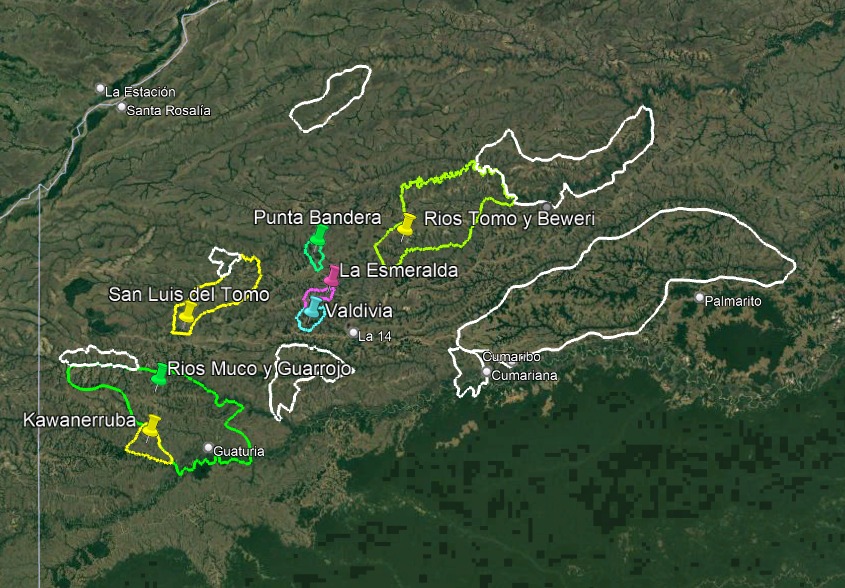 La Estación
Santa Rosalía
Punta Bandera
Rios Tomo y Beweri
La Esmeralda
San Luis del Tomo
Palmarito
Valdivia
La 14
Cumaribo
Rios Muco y Guarrojo
Cumariana
Kawanerruba
Guaturia